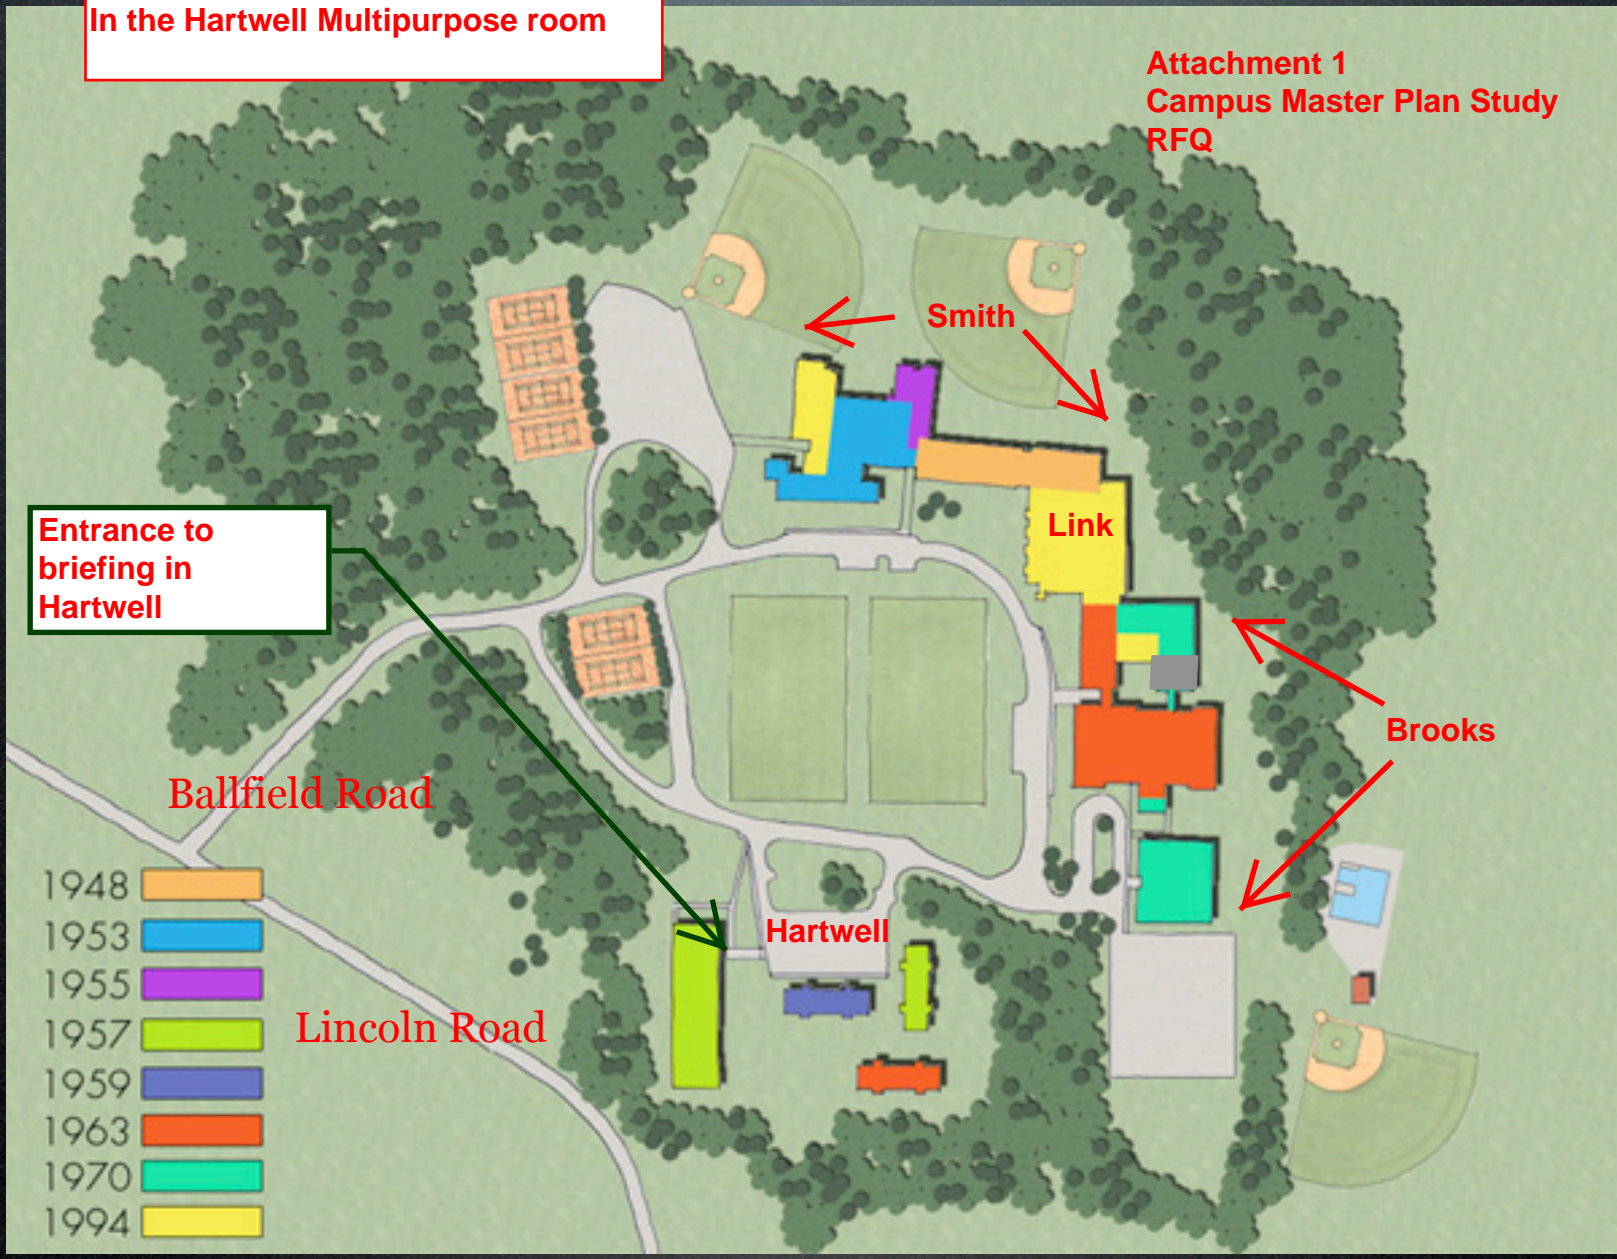 In the Hartwell Multipurpose room
Attachment 1
Campus Master Plan Study
RFQ
Smith
Entrance to
briefing in
Hartwell
Link
Brooks
Ballfield Road
Hartwell
Lincoln Road
1948
1953
1955
1957
1959
1963
1970
1994